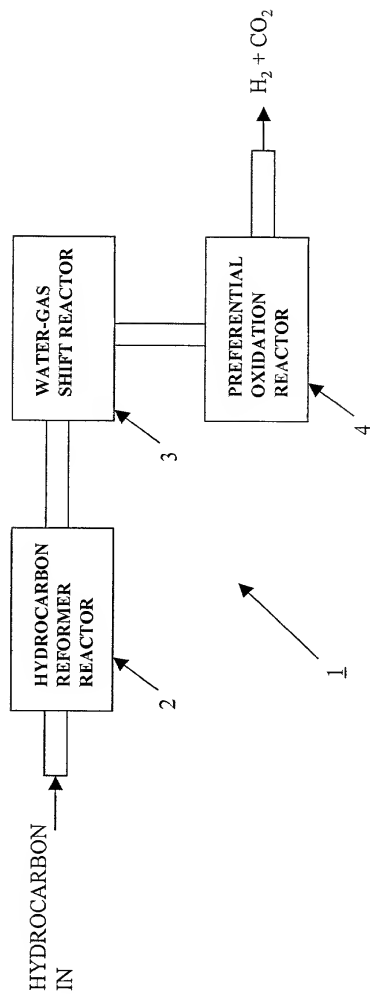 HYDROCARBON
IN
HYDROCARBON
REFORMER
REACTOR
2
WATER-GAS
SHIFT REACTOR
3
PREFERENTIAL
OXIDATION
REACTOR
4
H₂ + CO₂
1